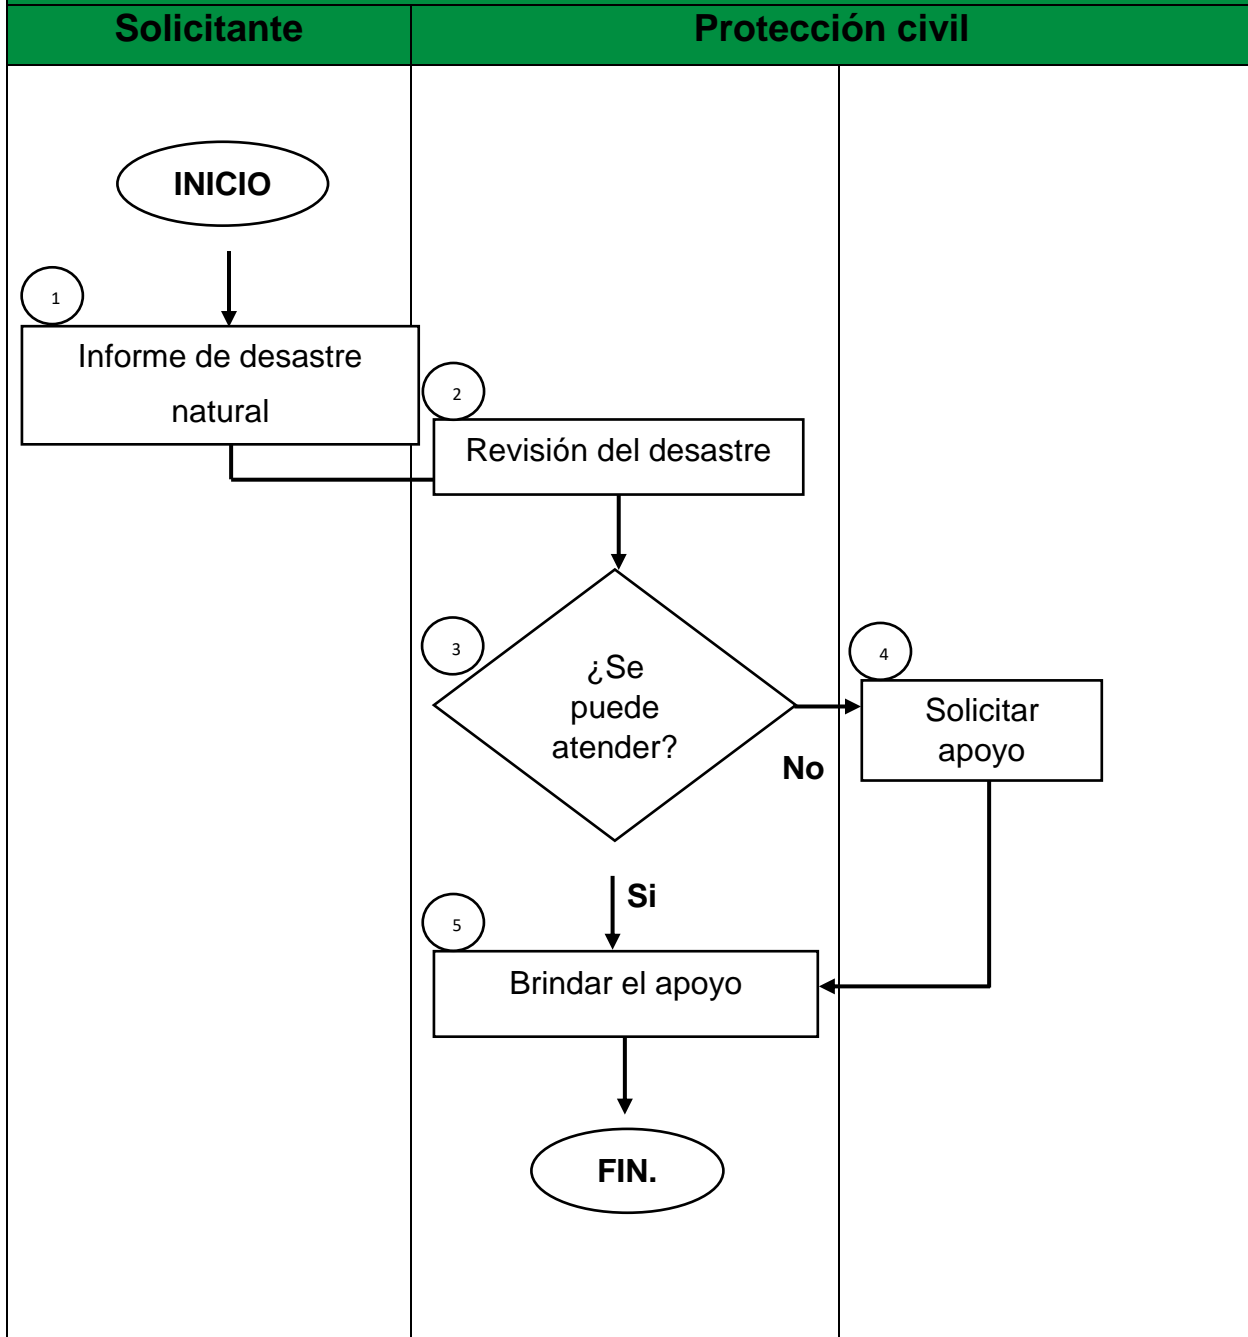 Solicitante
Protección civil
INICIO
1
Informe de desastre
natural
2
Revisión del desastre
3
¿Se
puede
atender?
No
4
Solicitar
apoyo
Si
5
Brindar el apoyo
FIN.